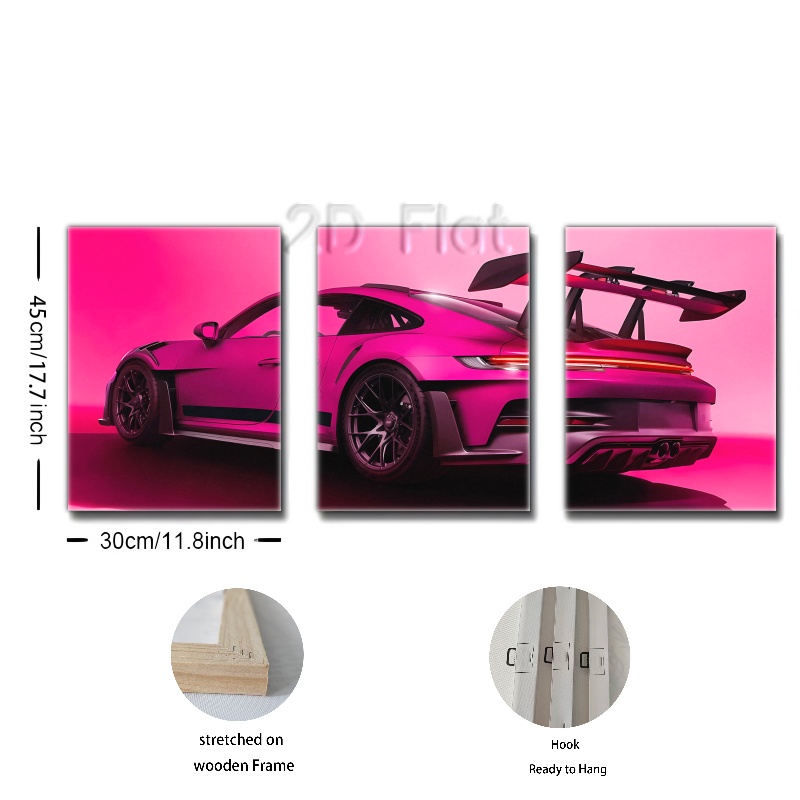 2D Flat
45cm/17.7inch
30cm/11.8inch
stretched on
wooden Frame
Hook
Ready to Hang